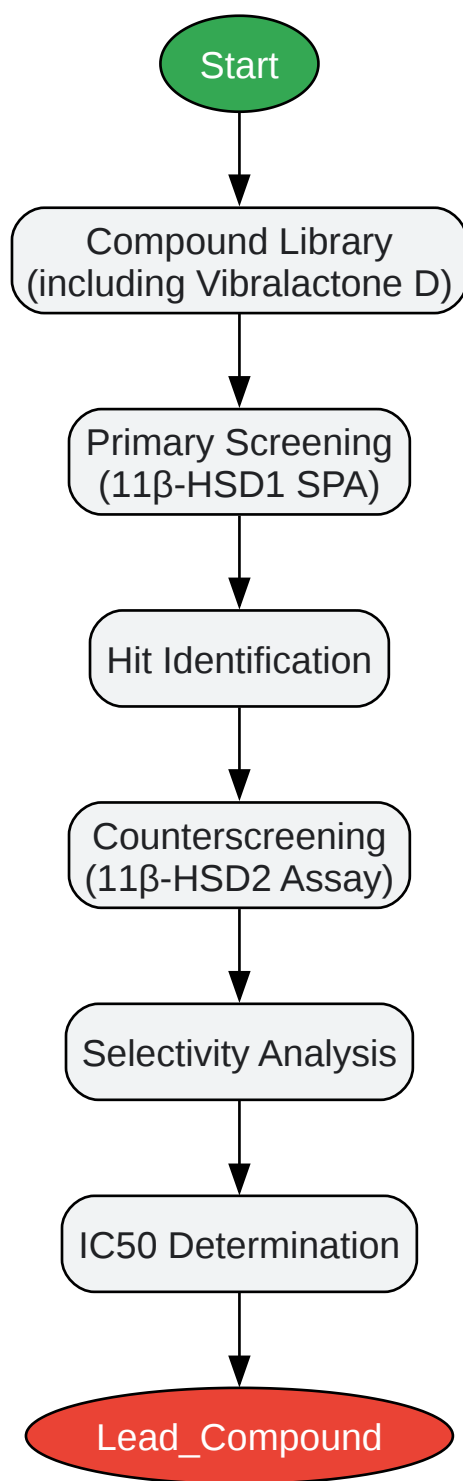 Start
Compound Library
(including Vibralactone D)
Primary Screening
(11β-HSD1 SPA)
Hit Identification
Counterscreening
(11β-HSD2 Assay)
Selectivity Analysis
IC50 Determination
Lead_Compound